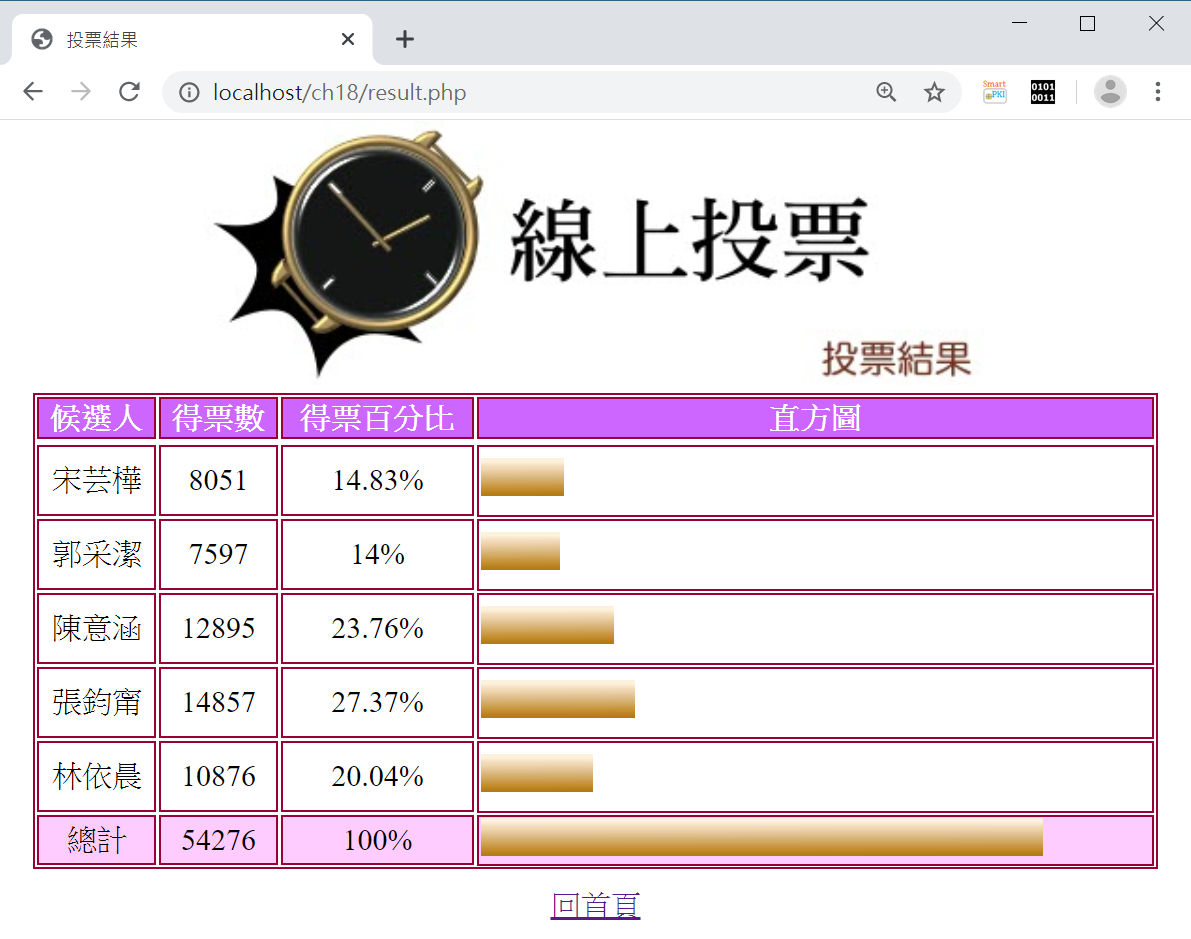 投票結果
localhost/ch18/result.php
Smart
PKI
0101
0011
線上投票
投票結果
候選人 得票數 得票百分比 直方圖
宋芸樺 8051 14.83%
郭采潔 7597 14%
陳意涵 12895 23.76%
張鈞甯 14857 27.37%
林依晨 10876 20.04%
總計 54276 100%
回首頁